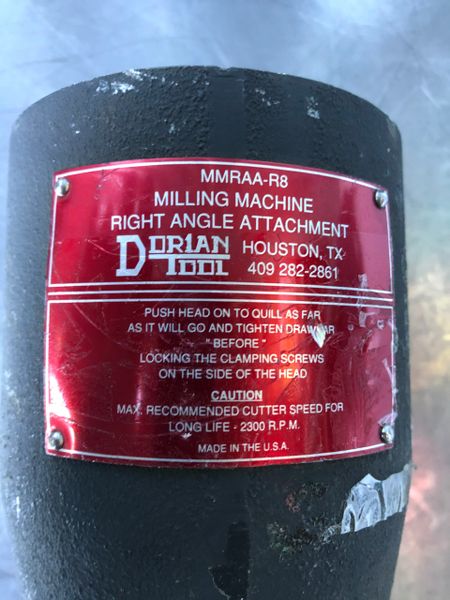 MMRAA-R8
MILLING MACHINE
RIGHT ANGLE ATTACHMENT
DORIAN TOOL HOUSTON, TX
409 282-2861
PUSH HEAD ON TO QUILL AS FAR
AS IT WILL GO AND TIGHTEN DRAWBAR
"BEFORE"
LOCKING THE CLAMPING SCREWS
ON THE SIDE OF THE HEAD
CAUTION
MAX. RECOMMENDED CUTTER SPEED FOR
LONG LIFE - 2300 R.P.M.
MADE IN THE U.S.A.